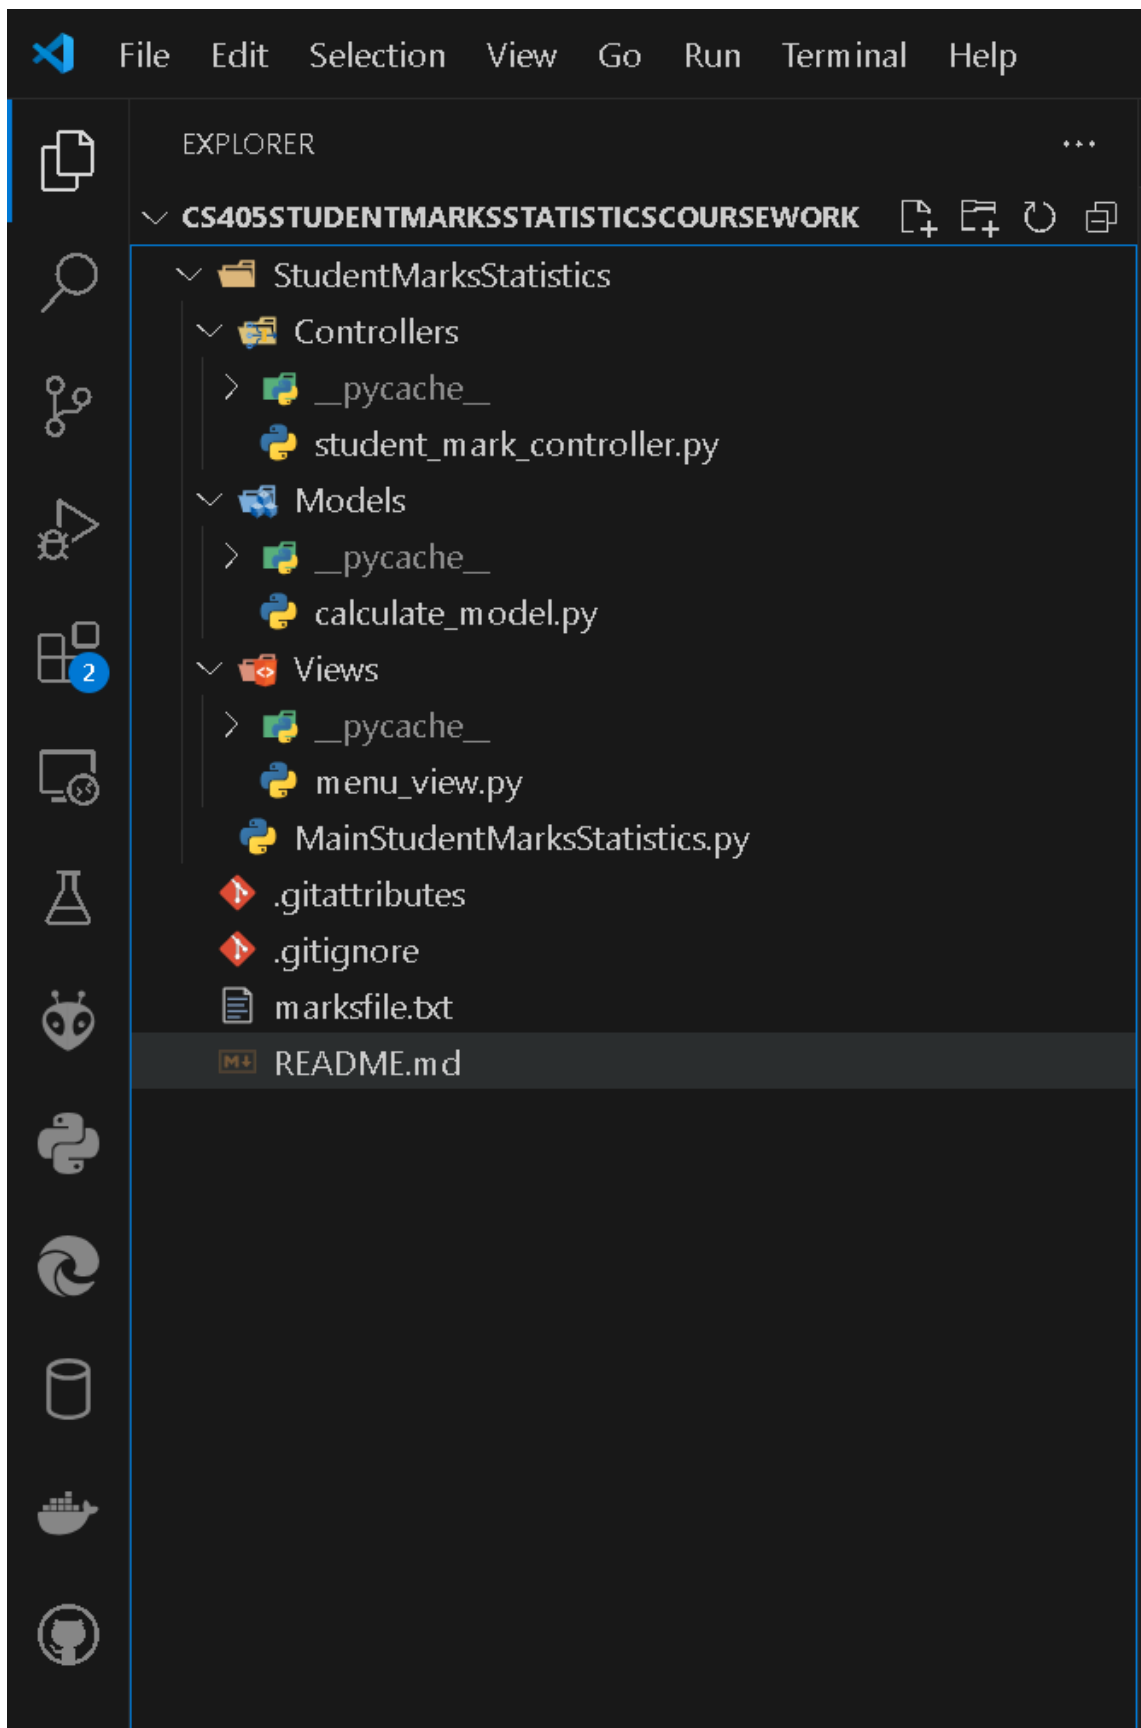 File Edit Selection View Go Run Terminal Help
EXPLORER
CS405STUDENTMARKSSTATISTICSCOURSEWORK
StudentMarksStatistics
Controllers
__pycache__
student_mark_controller.py
Models
__pycache__
calculate_model.py
2
Views
__pycache__
menu_view.py
MainStudentMarksStatistics.py
.gitattributes
.gitignore
marksfile.txt
README.md